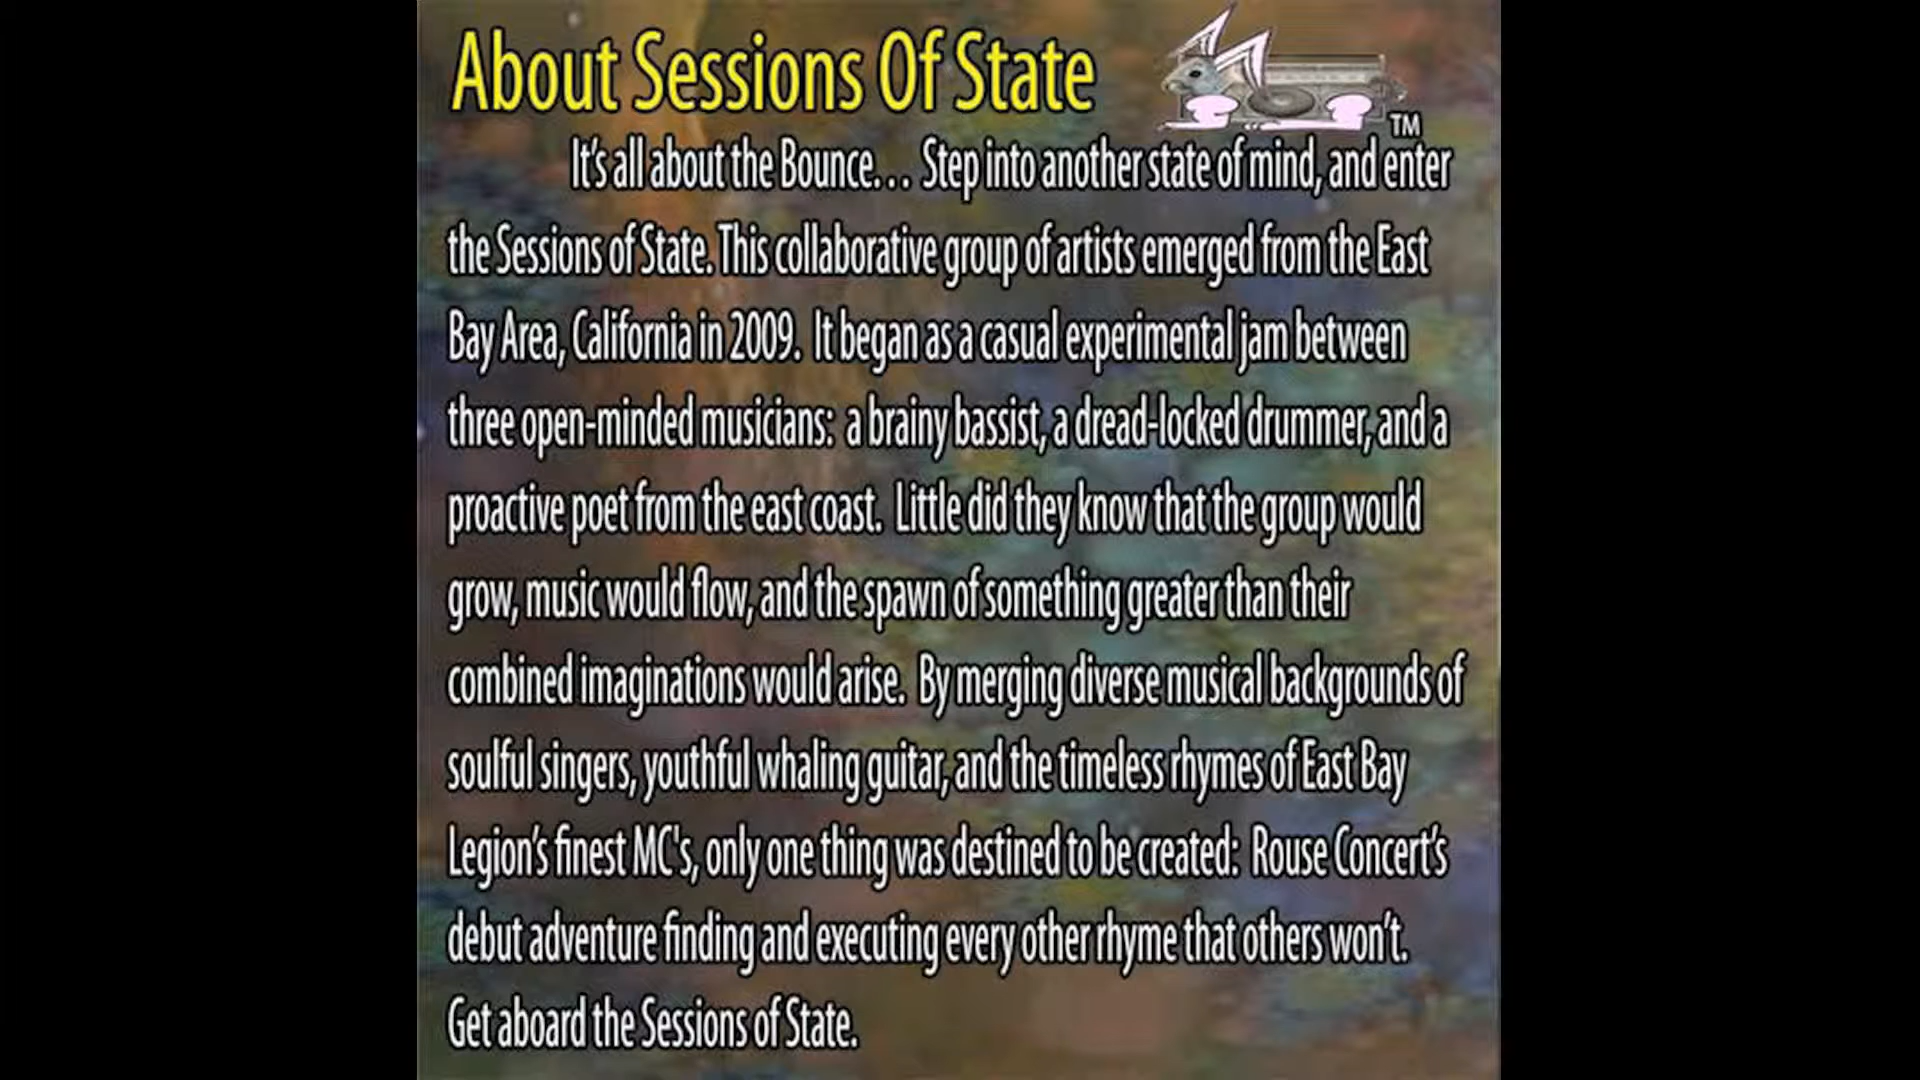 About Sessions Of State
TM
It's all about the Bounce… Step into another state of mind, and enter
the Sessions of State. This collaborative group of artists emerged from the East
Bay Area, California in 2009. It began as a casual experimental jam between
three open-minded musicians: a brainy bassist, a dread-locked drummer, and a
proactive poet from the east coast. Little did they know that the group would
grow, music would flow, and the spawn of something greater than their
combined imaginations would arise. By merging diverse musical backgrounds of
soulful singers, youthful whaling guitar, and the timeless rhymes of East Bay
Legion's finest MC's, only one thing was destined to be created: Rouse Concert's
debut adventure finding and executing every other rhyme that others won't.
Get aboard the Sessions of State.